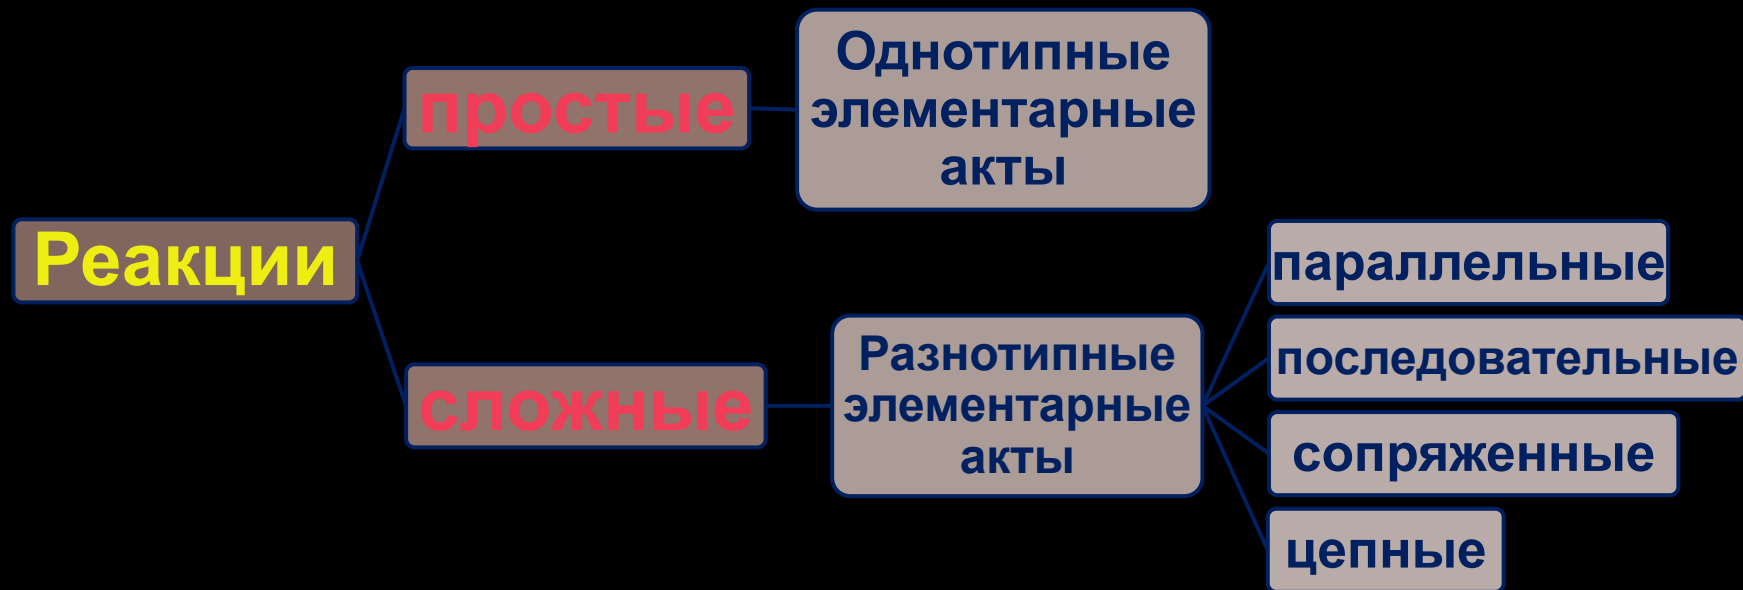 Реакции
простые
Однотипные
элементарные
акты
сложные
Разнотипные
элементарные
акты
параллельные
последовательные
сопряженные
цепные